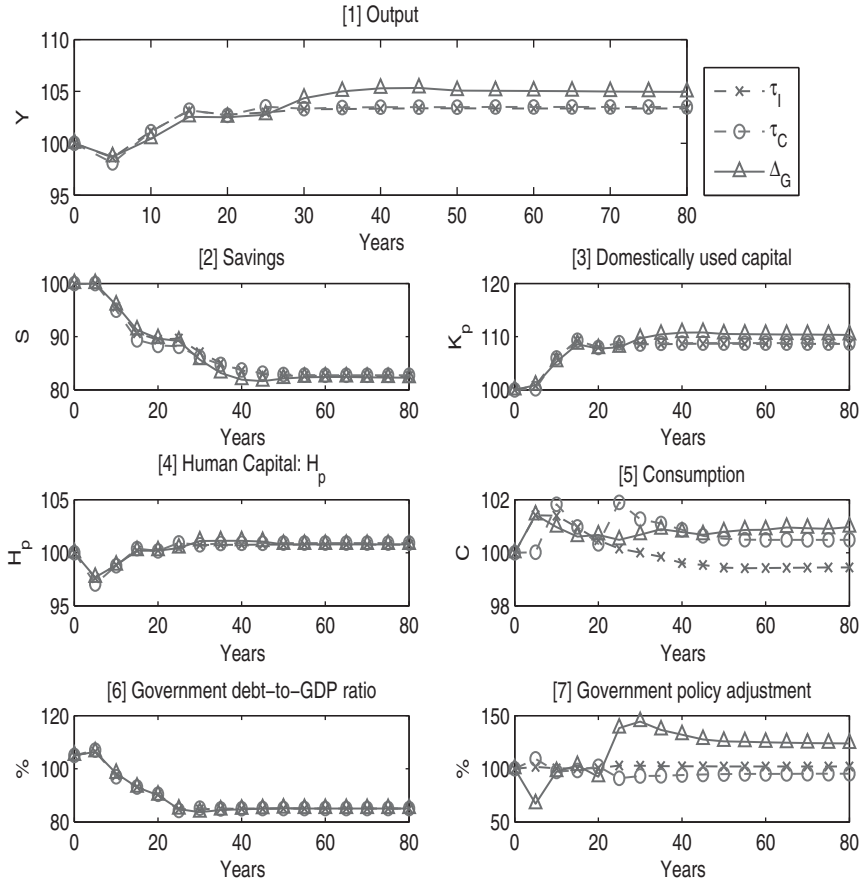 [1] Output
110
105
100
95
Y
0
10
20
30
40
50
60
70
80
Years
τ_I
τ_C
Δ_G
[2] Savings
100
90
80
S
0
20
40
60
80
Years
[3] Domestically used capital
120
110
100
K_p
0
20
40
60
80
Years
[4] Human Capital: H_p
105
100
95
H_p
0
20
40
60
80
Years
[5] Consumption
102
100
98
C
0
20
40
60
80
Years
[6] Government debt−to−GDP ratio
120
100
80
%
0
20
40
60
80
Years
[7] Government policy adjustment
150
100
50
%
0
20
40
60
80
Years